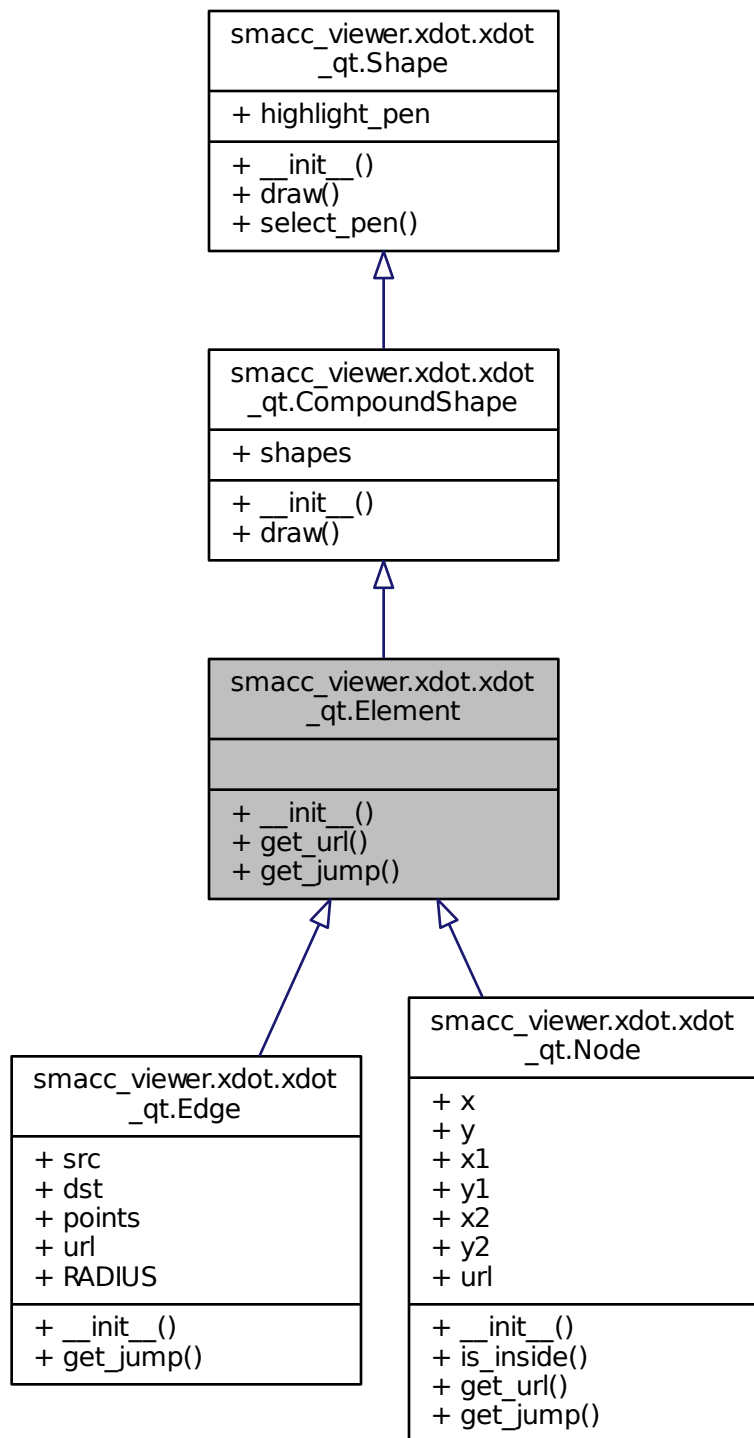 smacc_viewer.xdot.xdot
_qt.Shape
+ highlight_pen
+ __init__()
+ draw()
+ select_pen()
smacc_viewer.xdot.xdot
_qt.CompoundShape
+ shapes
+ __init__()
+ draw()
smacc_viewer.xdot.xdot
_qt.Element
+ __init__()
+ get_url()
+ get_jump()
smacc_viewer.xdot.xdot
_qt.Edge
+ src
+ dst
+ points
+ url
+ RADIUS
+ __init__()
+ get_jump()
smacc_viewer.xdot.xdot
_qt.Node
+ x
+ y
+ x1
+ y1
+ x2
+ y2
+ url
+ __init__()
+ is_inside()
+ get_url()
+ get_jump()